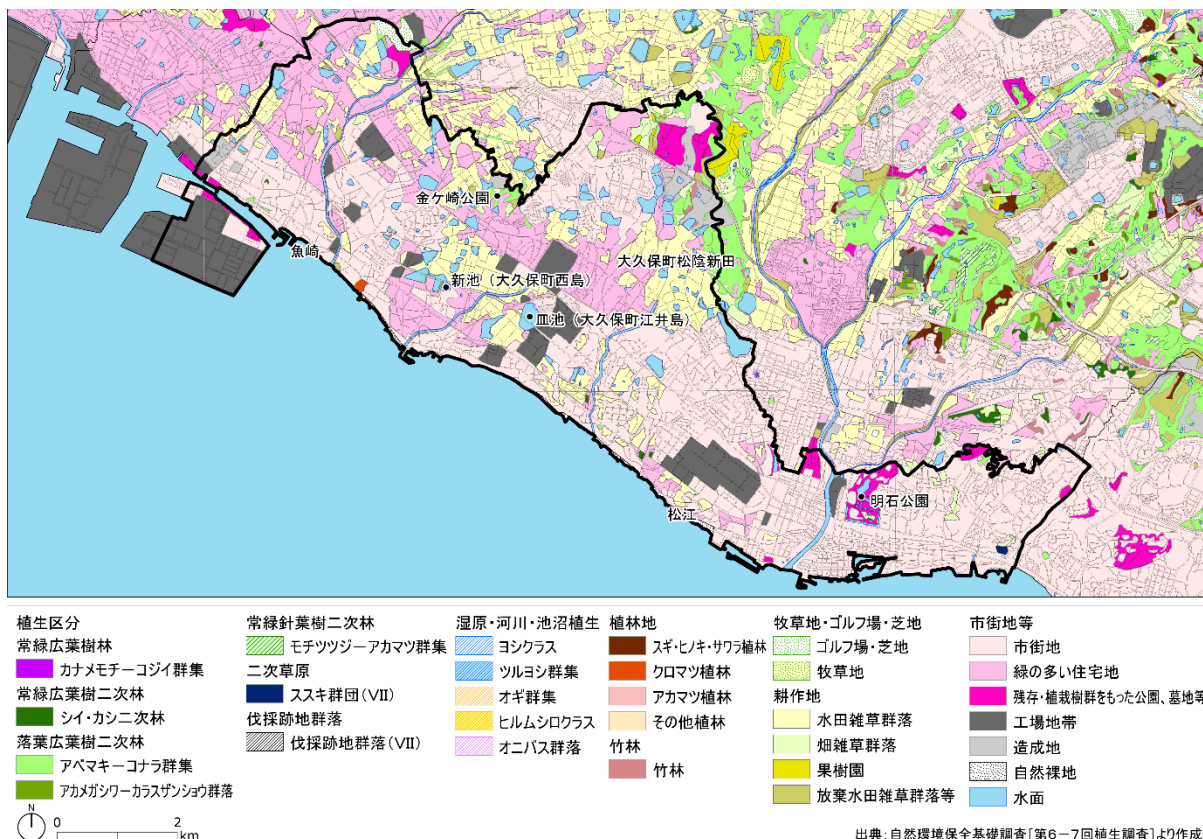 金ケ崎公園
魚崎
大久保町松陰新田
新池（大久保町西島）
皿池（大久保町江井島）
明石公園
松江
植生区分
常緑広葉樹林
カナメモチーコジイ群集
常緑広葉樹二次林
シイ・カシ二次林
落葉広葉樹二次林
アベマキーコナラ群集
アカメガシワーカラスザンショウ群落
常緑針葉樹二次林
モチツツジーアカマツ群集
二次草原
ススキ群団(Ⅶ)
伐採跡地群落
伐採跡地群落(Ⅶ)
湿原・河川・池沼植生
ヨシクラス
ツルヨシ群集
オギ群集
ヒルムシロクラス
オニバス群落
植林地
スギ・ヒノキ・サワラ植林
クロマツ植林
アカマツ植林
その他植林
竹林
竹林
牧草地・ゴルフ場・芝地
ゴルフ場・芝地
牧草地
耕作地
水田雑草群落
畑雑草群落
果樹園
放棄水田雑草群落等
市街地等
市街地
緑の多い住宅地
残存・植栽樹群をもった公園、墓地等
工場地帯
造成地
自然裸地
水面
N
0 2
km
出典：自然環境保全基礎調査[第6－7回植生調査]より作成